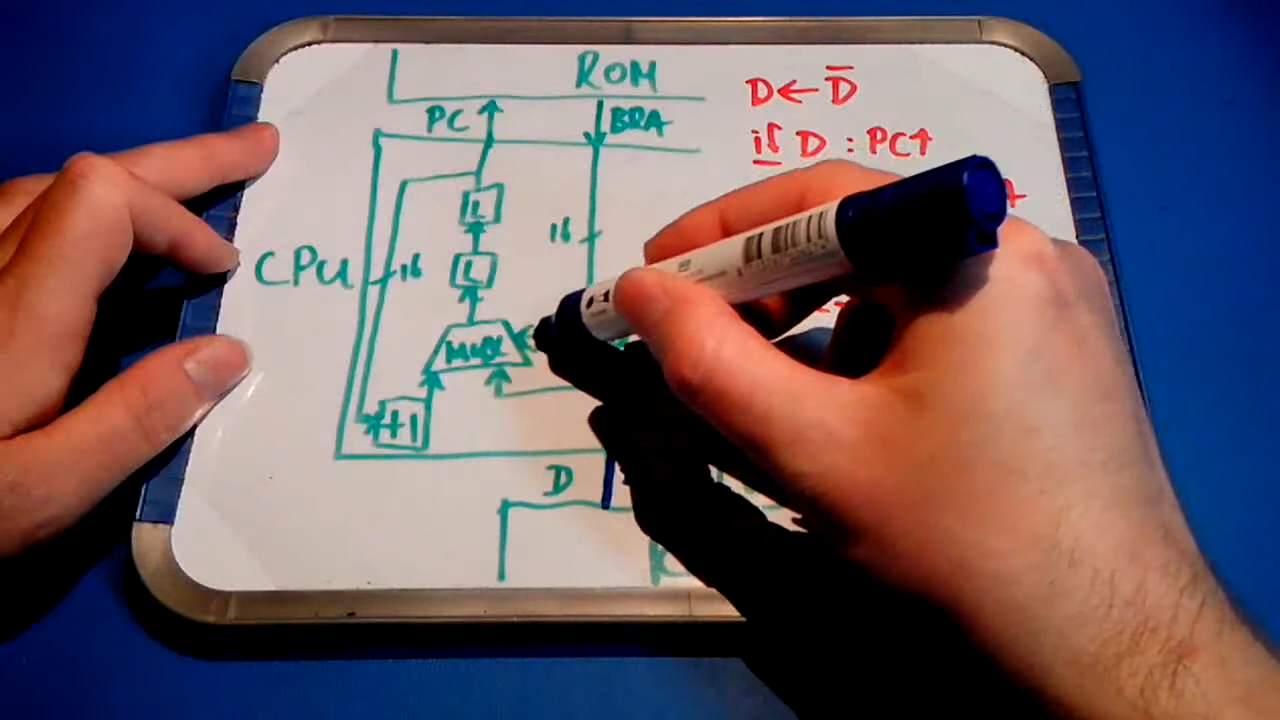 ROM
D←D̅
PC
BRA
if D : PC↑
L
16
CPU
16
L
MUX
+1
D